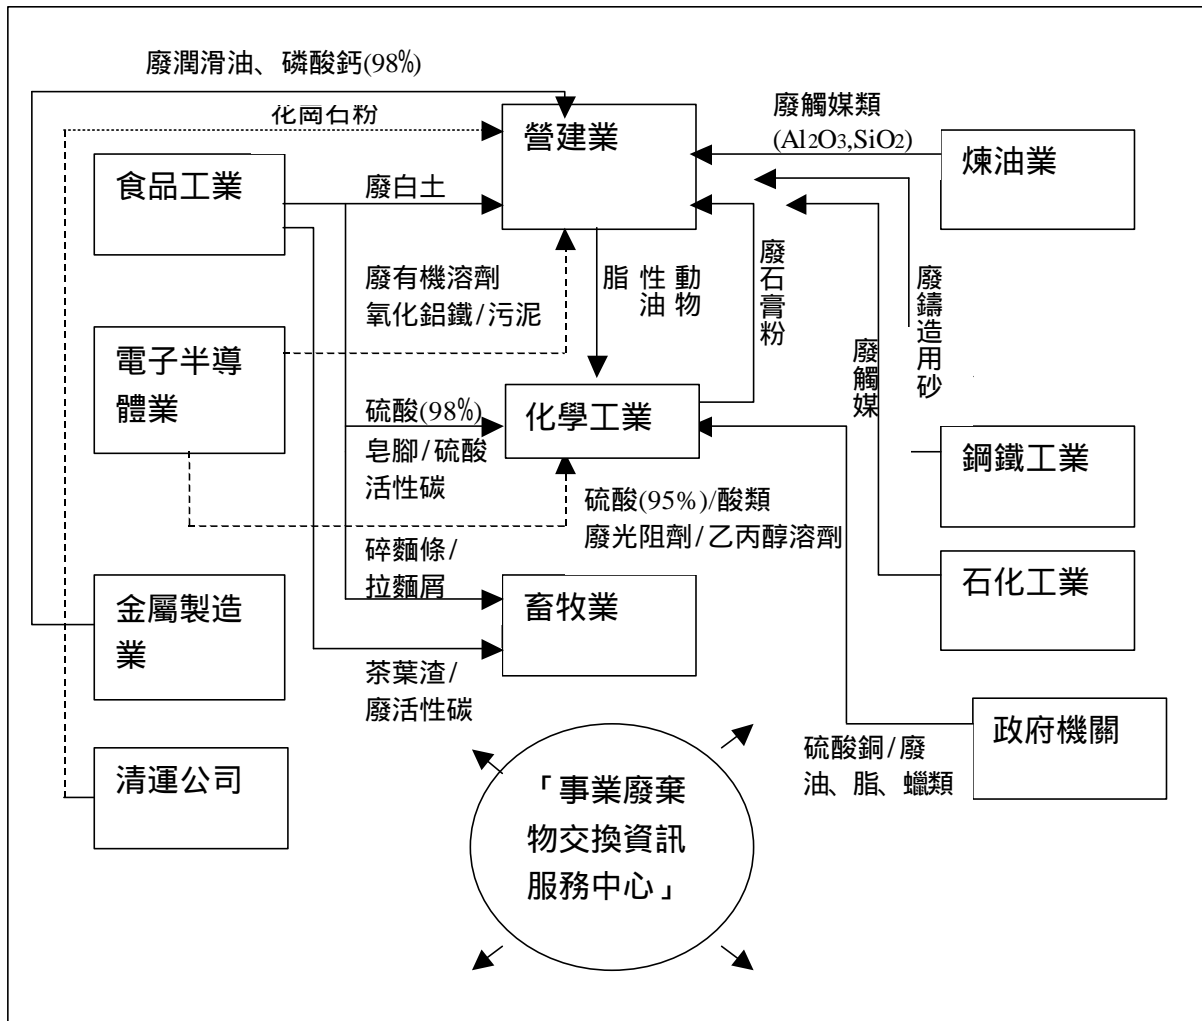 廢潤滑油、磷酸鈣(98%)
花崗石粉
營建業
廢觸媒類
(Al2O3,SiO2)
煉油業
食品工業
廢白土
廢有機溶劑
氧化鋁鐵/污泥
動物
性油
脂
廢石膏粉
廢鑄造用砂
廢觸媒
電子半導
體業
硫酸(98%)
皂腳/硫酸
活性碳
化學工業
鋼鐵工業
硫酸(95%)/酸類
廢光阻劑/乙丙醇溶劑
碎麵條/
拉麵屑
畜牧業
石化工業
金屬製造
業
茶葉渣/
廢活性碳
政府機關
硫酸銅/廢
油、脂、蠟類
清運公司
「事業廢棄
物交換資訊
服務中心」